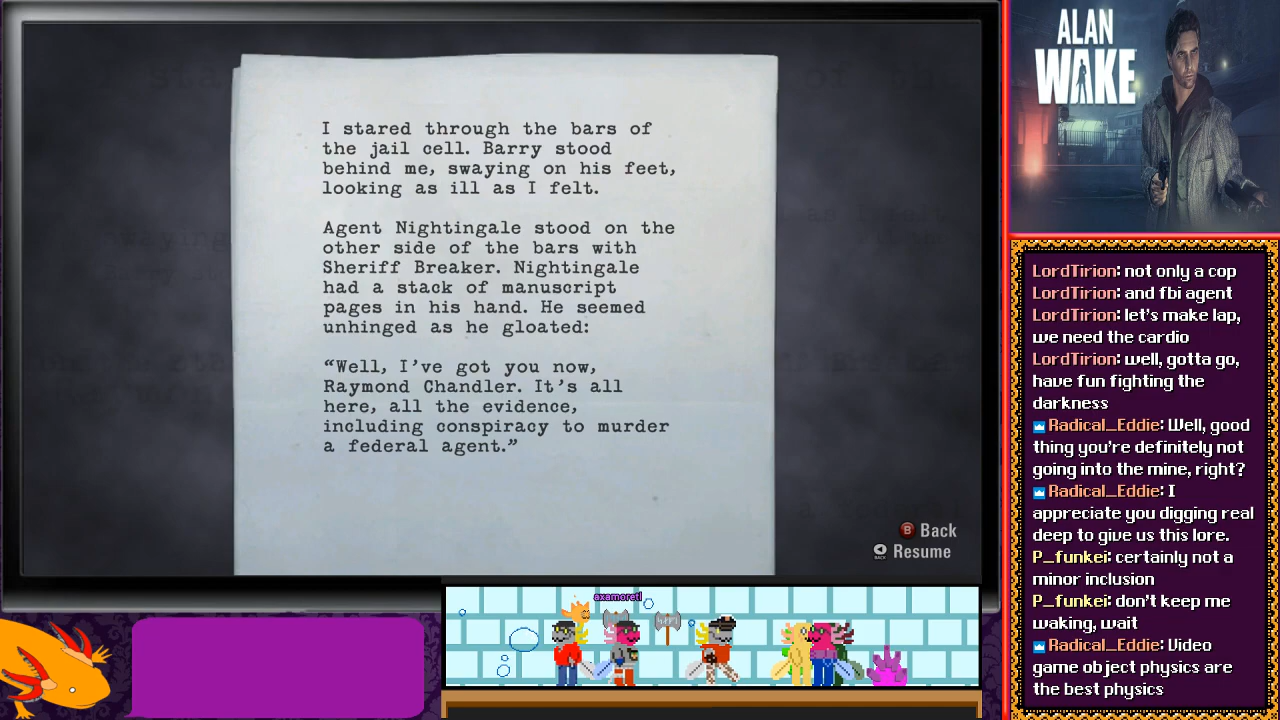 I stared through the bars of
the jail cell. Barry stood
behind me, swaying on his feet,
looking as ill as I felt.
Agent Nightingale stood on the
other side of the bars with
Sheriff Breaker. Nightingale
had a stack of manuscript
pages in his hand. He seemed
unhinged as he gloated:
“Well, I’ve got you now,
Raymond Chandler. It’s all
here, all the evidence,
including conspiracy to murder
a federal agent.”
B Back
BACK Resume
axamoretl
ALAN
WAKE
LordTirion: not only a cop
LordTirion: and fbi agent
LordTirion: let's make lap,
we need the cardio
LordTirion: well, gotta go,
have fun fighting the
darkness
Radical_Eddie: Well, good
thing you're definitely not
going into the mine, right?
Radical_Eddie: I
appreciate you digging real
deep to give us this lore.
P_funkei: certainly not a
minor inclusion
P_funkei: don't keep me
waking, wait
Radical_Eddie: Video
game object physics are
the best physics